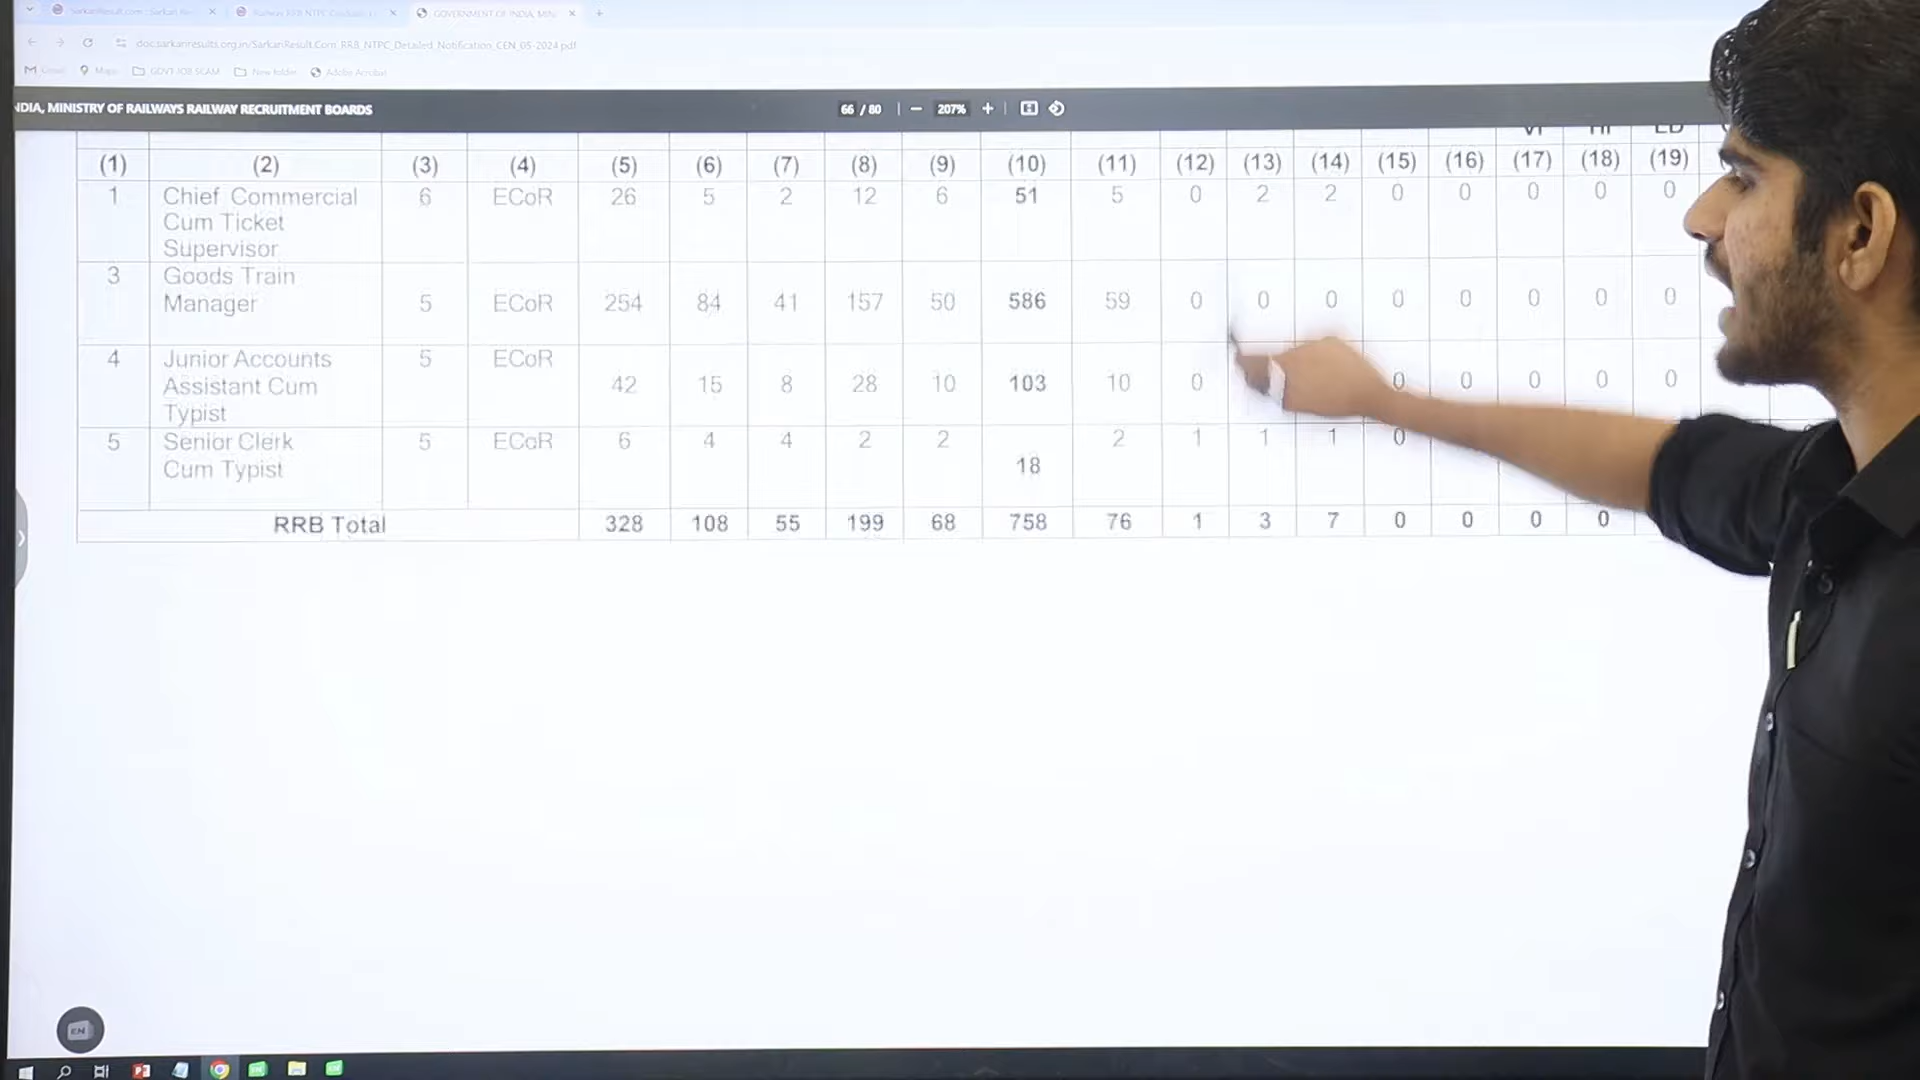 SarkariResult.com : Sarkari Re
Railway RRB NTPC Graduate
GOVERNMENT OF INDIA, MIN
doc.sarkariresults.org.in/SarkariResult.Com_RRB_NTPC_Detailed_Notification_CEN_05-2024.pdf
Gmail Maps GOVT JOB SCAM New folder Adobe Acrobat
NDIA, MINISTRY OF RAILWAYS RAILWAY RECRUITMENT BOARDS 66 / 80 | − 207% + |
VI HI LD
(1) (2) (3) (4) (5) (6) (7) (8) (9) (10) (11) (12) (13) (14) (15) (16) (17) (18) (19)
1 Chief Commercial 6 ECoR 26 5 2 12 6 51 5 0 2 2 0 0 0 0 0
Cum Ticket
Supervisor
3 Goods Train
Manager 5 ECoR 254 84 41 157 50 586 59 0 0 0 0 0 0 0 0
4 Junior Accounts 5 ECoR
Assistant Cum 42 15 8 28 10 103 10 0 0 0 0 0 0
Typist
5 Senior Clerk 5 ECoR 6 4 4 2 2 2 1 1 1 0
Cum Typist 18
RRB Total 328 108 55 199 68 758 76 1 3 7 0 0 0 0
EN